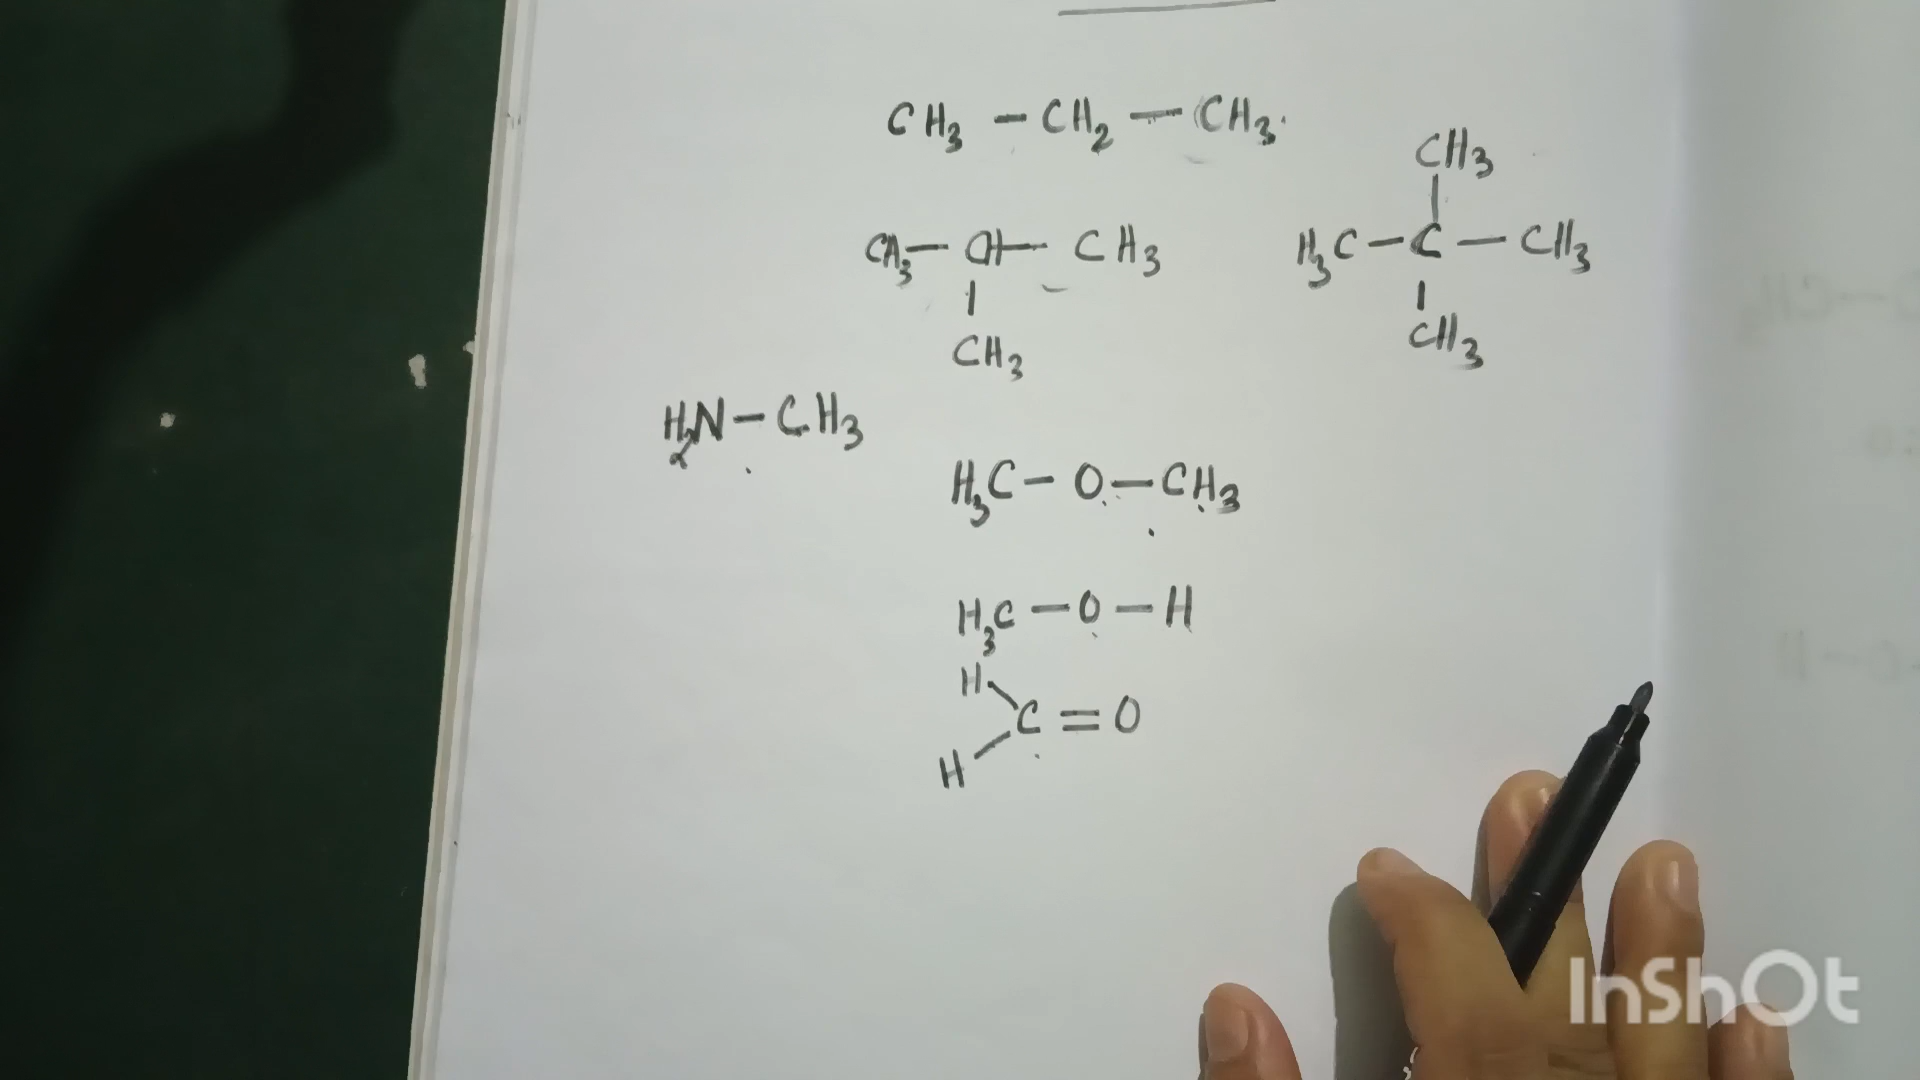 CH3 - CH2 - CH3.
CH3
CH3 - CH - CH3
H3C - C - CH3
CH3
CH3
H2N - CH3
H3C - O - CH3
H3C - O - H
H
C = O
H
InShOt